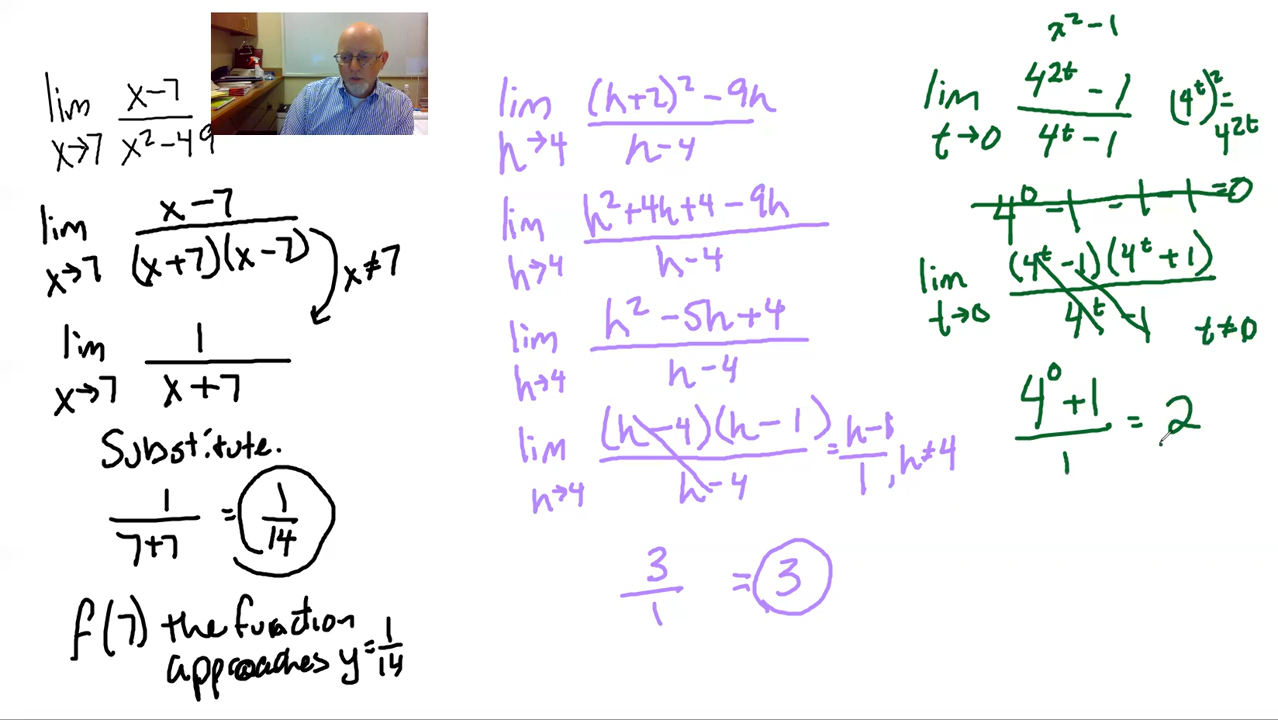 lim x→7 (x-7)/(x²-49)
lim x→7 (x-7)/((x+7)(x-7))
x≠7
lim x→7 1/(x+7)
Substitute.
1/(7+7) = 1/14
f(7) the function
approaches y=1/14
lim h→4 ((h+2)²-9h)/(h-4)
lim h→4 (h²+4h+4-9h)/(h-4)
lim h→4 (h²-5h+4)/(h-4)
lim h→4 ((h-4)(h-1))/(h-4) = (h-1)/1, h≠4
3/1 = 3
x²-1
lim t→0 (4^(2t)-1)/(4^t-1)
(4^t)²=
4^(2t)
4⁰-1 - 1-1=0
lim t→0 ((4^t-1)(4^t+1))/(4^t-1)
t≠0
(4⁰+1)/1 = 2